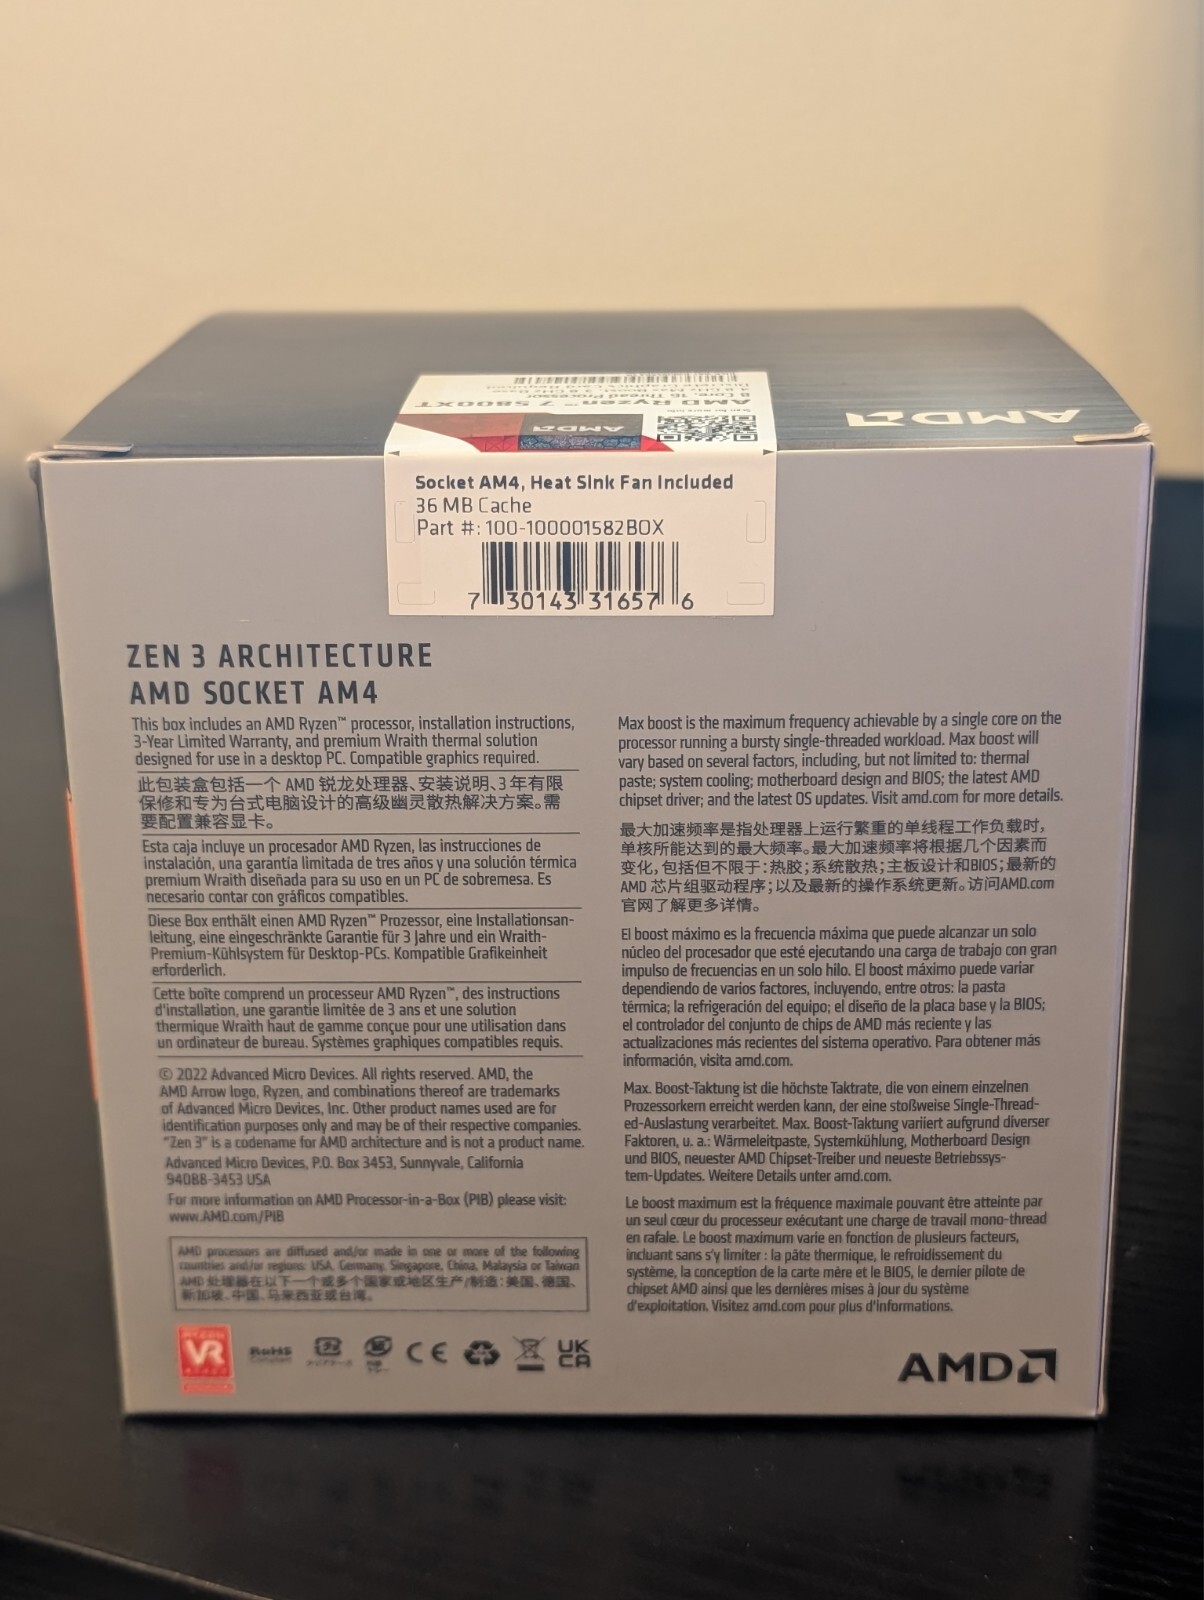 AMD
AMD Ryzen™ 7 5800XT
8 Core, 16 Thread Processor
Discrete Graphics Card Required
AMD
Socket AM4, Heat Sink Fan Included
36 MB Cache
Part #: 100-100001582BOX
7 30143 31657 6
ZEN 3 ARCHITECTURE
AMD SOCKET AM4
This box includes an AMD Ryzen™ processor, installation instructions,
3-Year Limited Warranty, and premium Wraith thermal solution
designed for use in a desktop PC. Compatible graphics required.
此包装盒包括一个 AMD 锐龙处理器、安装说明、3 年有限
保修和专为台式电脑设计的高级幽灵散热解决方案。需
要配置兼容显卡。
Esta caja incluye un procesador AMD Ryzen, las instrucciones de
instalación, una garantía limitada de tres años y una solución térmica
premium Wraith diseñada para su uso en un PC de sobremesa. Es
necesario contar con gráficos compatibles.
Diese Box enthält einen AMD Ryzen™ Prozessor, eine Installationsan-
leitung, eine eingeschränkte Garantie für 3 Jahre und ein Wraith-
Premium-Kühlsystem für Desktop-PCs. Kompatible Grafikeinheit
erforderlich.
Cette boîte comprend un processeur AMD Ryzen™, des instructions
d'installation, une garantie limitée de 3 ans et une solution
thermique Wraith haut de gamme conçue pour une utilisation dans
un ordinateur de bureau. Systèmes graphiques compatibles requis.
© 2022 Advanced Micro Devices. All rights reserved. AMD, the
AMD Arrow logo, Ryzen, and combinations thereof are trademarks
of Advanced Micro Devices, Inc. Other product names used are for
identification purposes only and may be of their respective companies.
"Zen 3" is a codename for AMD architecture and is not a product name.
Advanced Micro Devices, P.O. Box 3453, Sunnyvale, California
94088-3453 USA
For more information on AMD Processor-in-a-Box (PIB) please visit:
www.AMD.com/PIB
AMD processors are diffused and/or made in one or more of the following
countries and/or regions: USA, Germany, Singapore, China, Malaysia or Taiwan
AMD 处理器在以下一个或多个国家或地区生产/制造：美国、德国、
新加坡、中国、马来西亚或台湾。
Max boost is the maximum frequency achievable by a single core on the
processor running a bursty single-threaded workload. Max boost will
vary based on several factors, including, but not limited to: thermal
paste; system cooling; motherboard design and BIOS; the latest AMD
chipset driver; and the latest OS updates. Visit amd.com for more details.
最大加速频率是指处理器上运行繁重的单线程工作负载时，
单核所能达到的最大频率。最大加速频率将根据几个因素而
变化，包括但不限于：热胶；系统散热；主板设计和BIOS；最新的
AMD 芯片组驱动程序；以及最新的操作系统更新。访问AMD.com
官网了解更多详情。
El boost máximo es la frecuencia máxima que puede alcanzar un solo
núcleo del procesador que esté ejecutando una carga de trabajo con gran
impulso de frecuencias en un solo hilo. El boost máximo puede variar
dependiendo de varios factores, incluyendo, entre otros: la pasta
térmica; la refrigeración del equipo; el diseño de la placa base y la BIOS;
el controlador del conjunto de chips de AMD más reciente y las
actualizaciones más recientes del sistema operativo. Para obtener más
información, visita amd.com.
Max. Boost-Taktung ist die höchste Taktrate, die von einem einzelnen
Prozessorkern erreicht werden kann, der eine stoßweise Single-Thread-
ed-Auslastung verarbeitet. Max. Boost-Taktung variiert aufgrund diverser
Faktoren, u. a.: Wärmeleitpaste, Systemkühlung, Motherboard Design
und BIOS, neuester AMD Chipset-Treiber und neueste Betriebssys-
tem-Updates. Weitere Details unter amd.com.
Le boost maximum est la fréquence maximale pouvant être atteinte par
un seul cœur du processeur exécutant une charge de travail mono-thread
en rafale. Le boost maximum varie en fonction de plusieurs facteurs,
incluant sans s'y limiter : la pâte thermique, le refroidissement du
système, la conception de la carte mère et le BIOS, le dernier pilote de
chipset AMD ainsi que les dernières mises à jour du système
d'exploitation. Visitez amd.com pour plus d'informations.
VR
RoHS
Compliant
CE
UK
CA
AMD